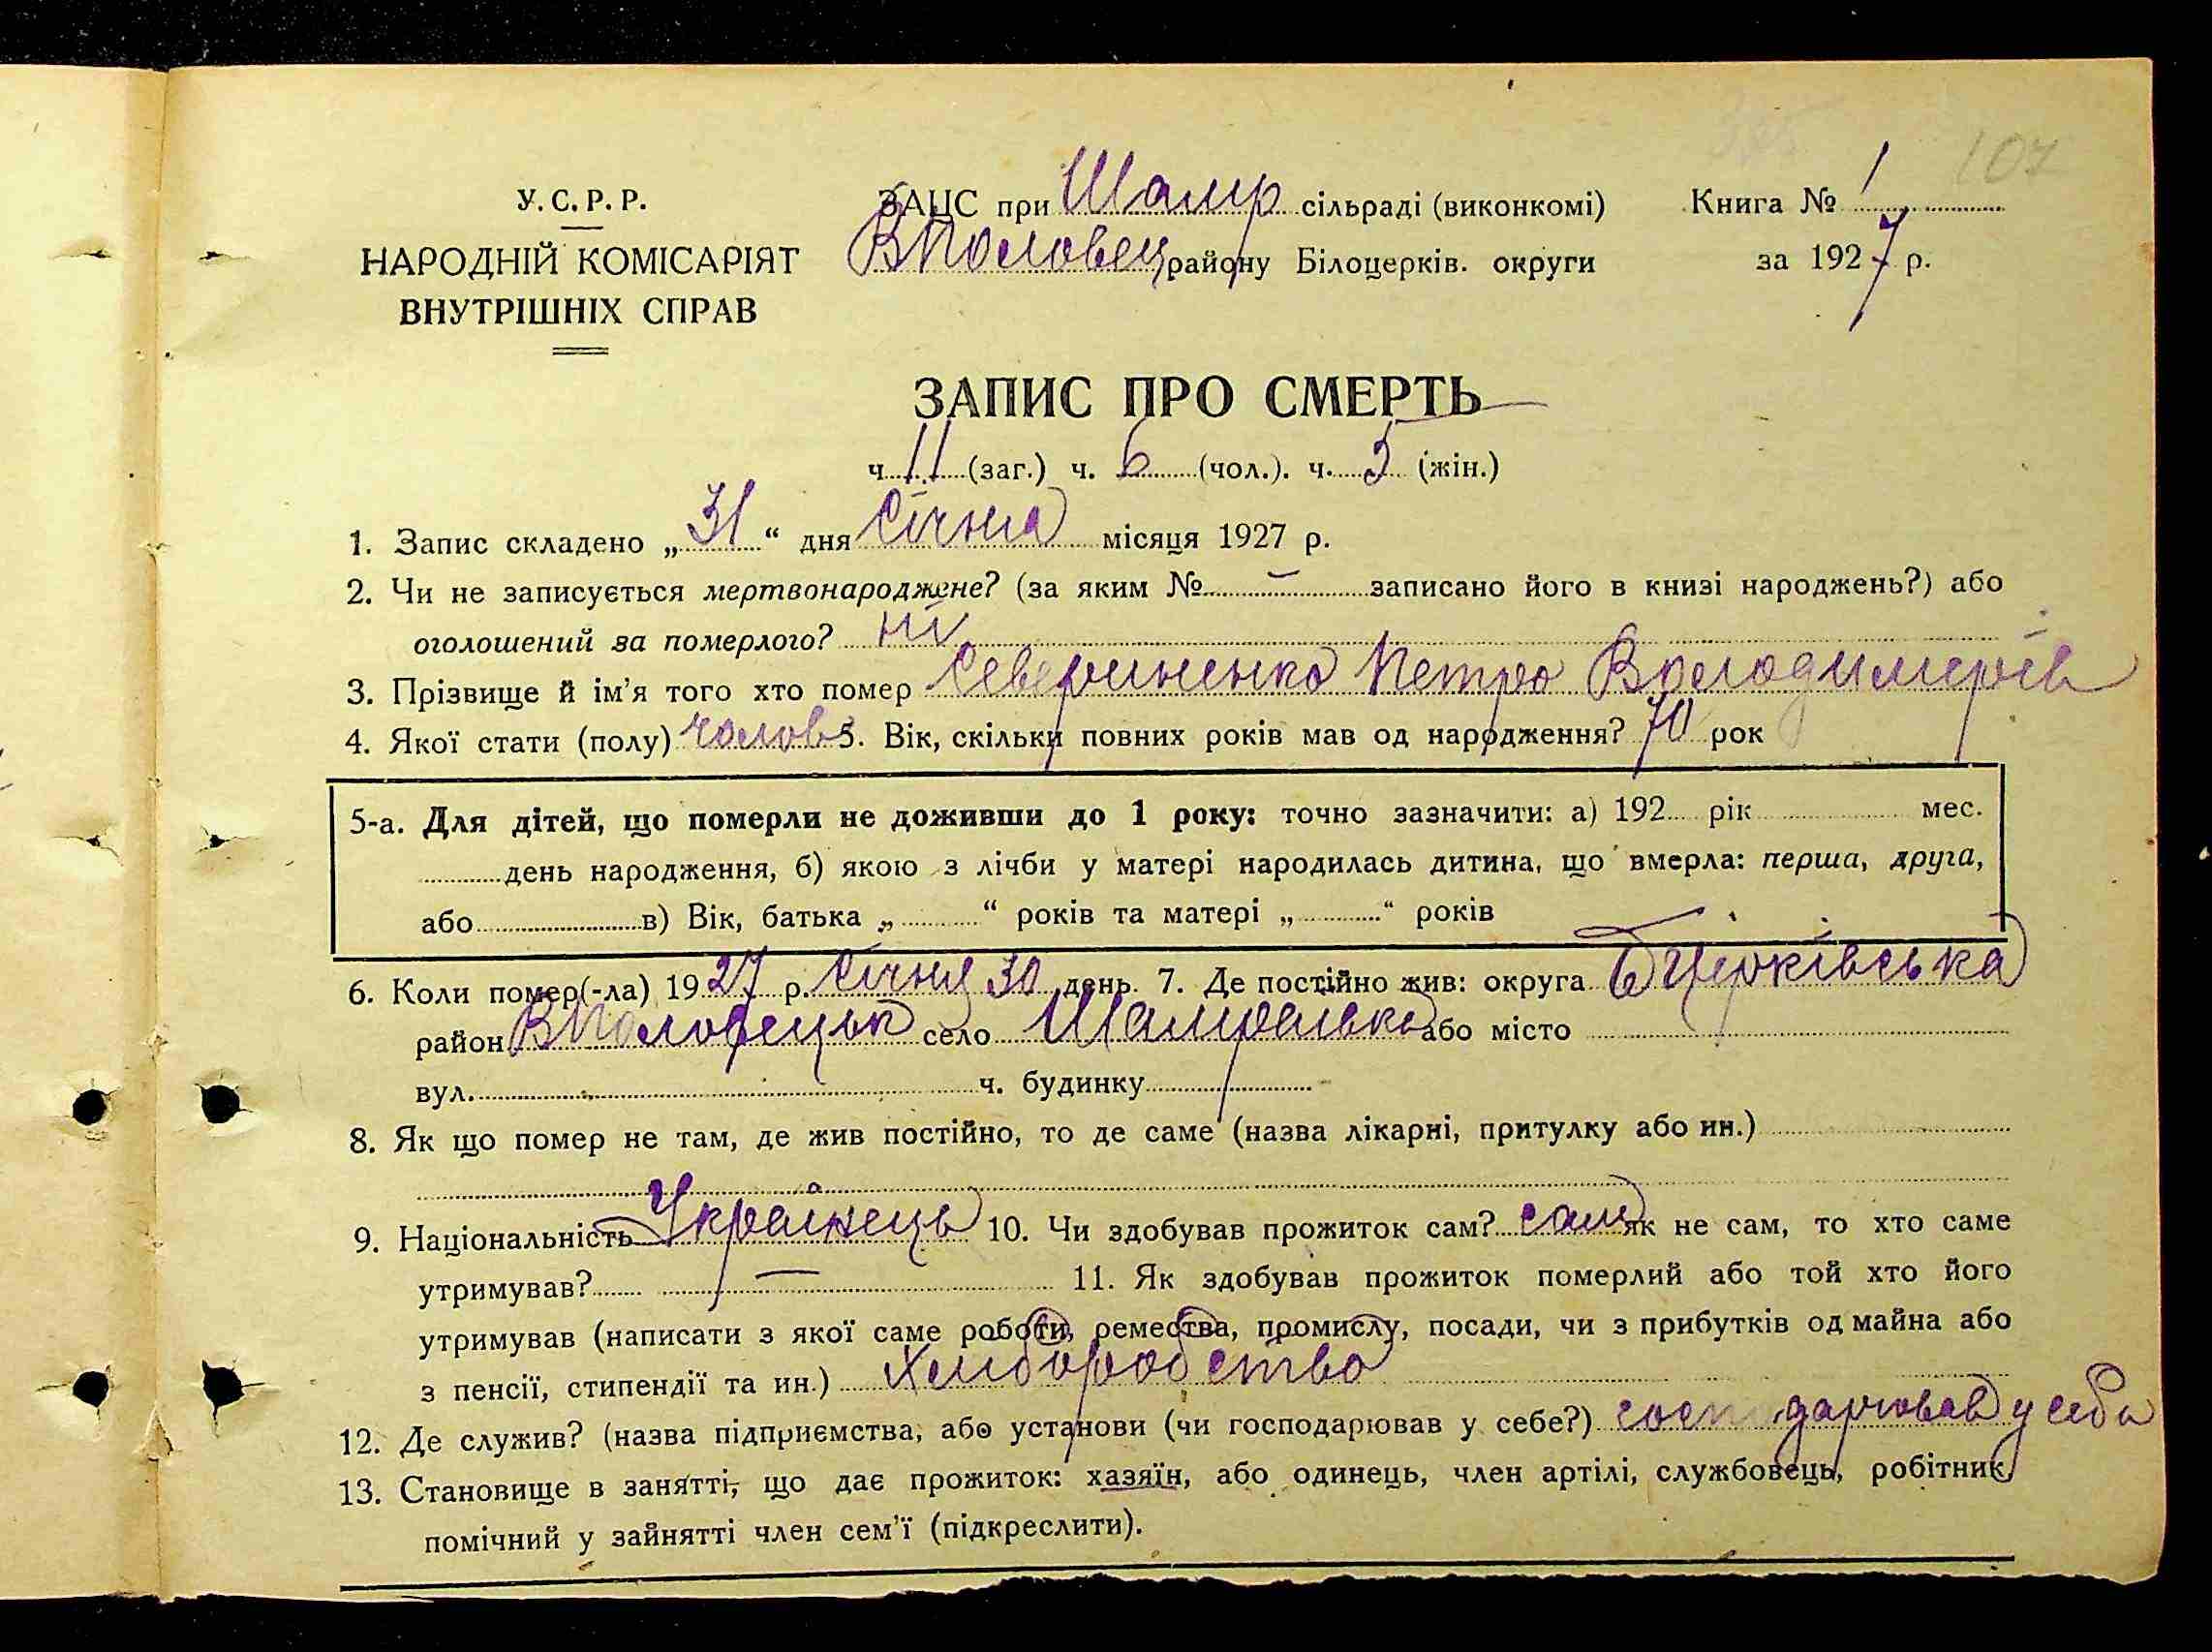 107
У.С.Р.Р.
НАРОДНІЙ КОМІСАРІЯТ
ВНУТРІШНІХ СПРАВ
ЗАЦС при Шамр сільраді (виконкомі)
ВПоловец району Білоцерків. округи
Книга № 1
за 1927 р.
ЗАПИС ПРО СМЕРТЬ
ч 11 (заг.) ч. 6 (чол.). ч. 5 (жін.)
1. Запис складено „31“ дня Січня місяця 1927 р.
2. Чи не записується мертвонароджене? (за яким № – записано його в книзі народжень?) або
оголошений за померлого? ні
3. Прізвище й ім’я того хто помер Севериненко Петро Володимерів
4. Якої стати (полу) чолов 5. Вік, скільки повних років мав од народження? 70 рок
5-а. Для дітей, що померли не доживши до 1 року: точно зазначити: а) 192 рік мес.
день народження, б) якою з лічби у матері народилась дитина, що вмерла: перша, друга,
або в) Вік, батька „ “ років та матері „ “ років
6. Коли помер(-ла) 1927 р. Січня 30 день. 7. Де постійно жив: округа БЦерківська
район ВПоловецьк село Шамраївка або місто
вул. ч. будинку
8. Як що помер не там, де жив постійно, то де саме (назва лікарні, притулку або ин.)
9. Національність Українець 10. Чи здобував прожиток сам? сам як не сам, то хто саме
утримував? — 11. Як здобував прожиток померлий або той хто його
утримував (написати з якої саме роботи, ремества, промислу, посади, чи з прибутків од майна або
з пенсії, стипендії та ин.) Хліборобство
12. Де служив? (назва підприємства, або установи (чи господарював у себе?) господарював у себе
13. Становище в занятті, що дає прожиток: хазяїн, або одинець, член артілі, службовець, робітник
помічний у зайнятті член сем’ї (підкреслити).